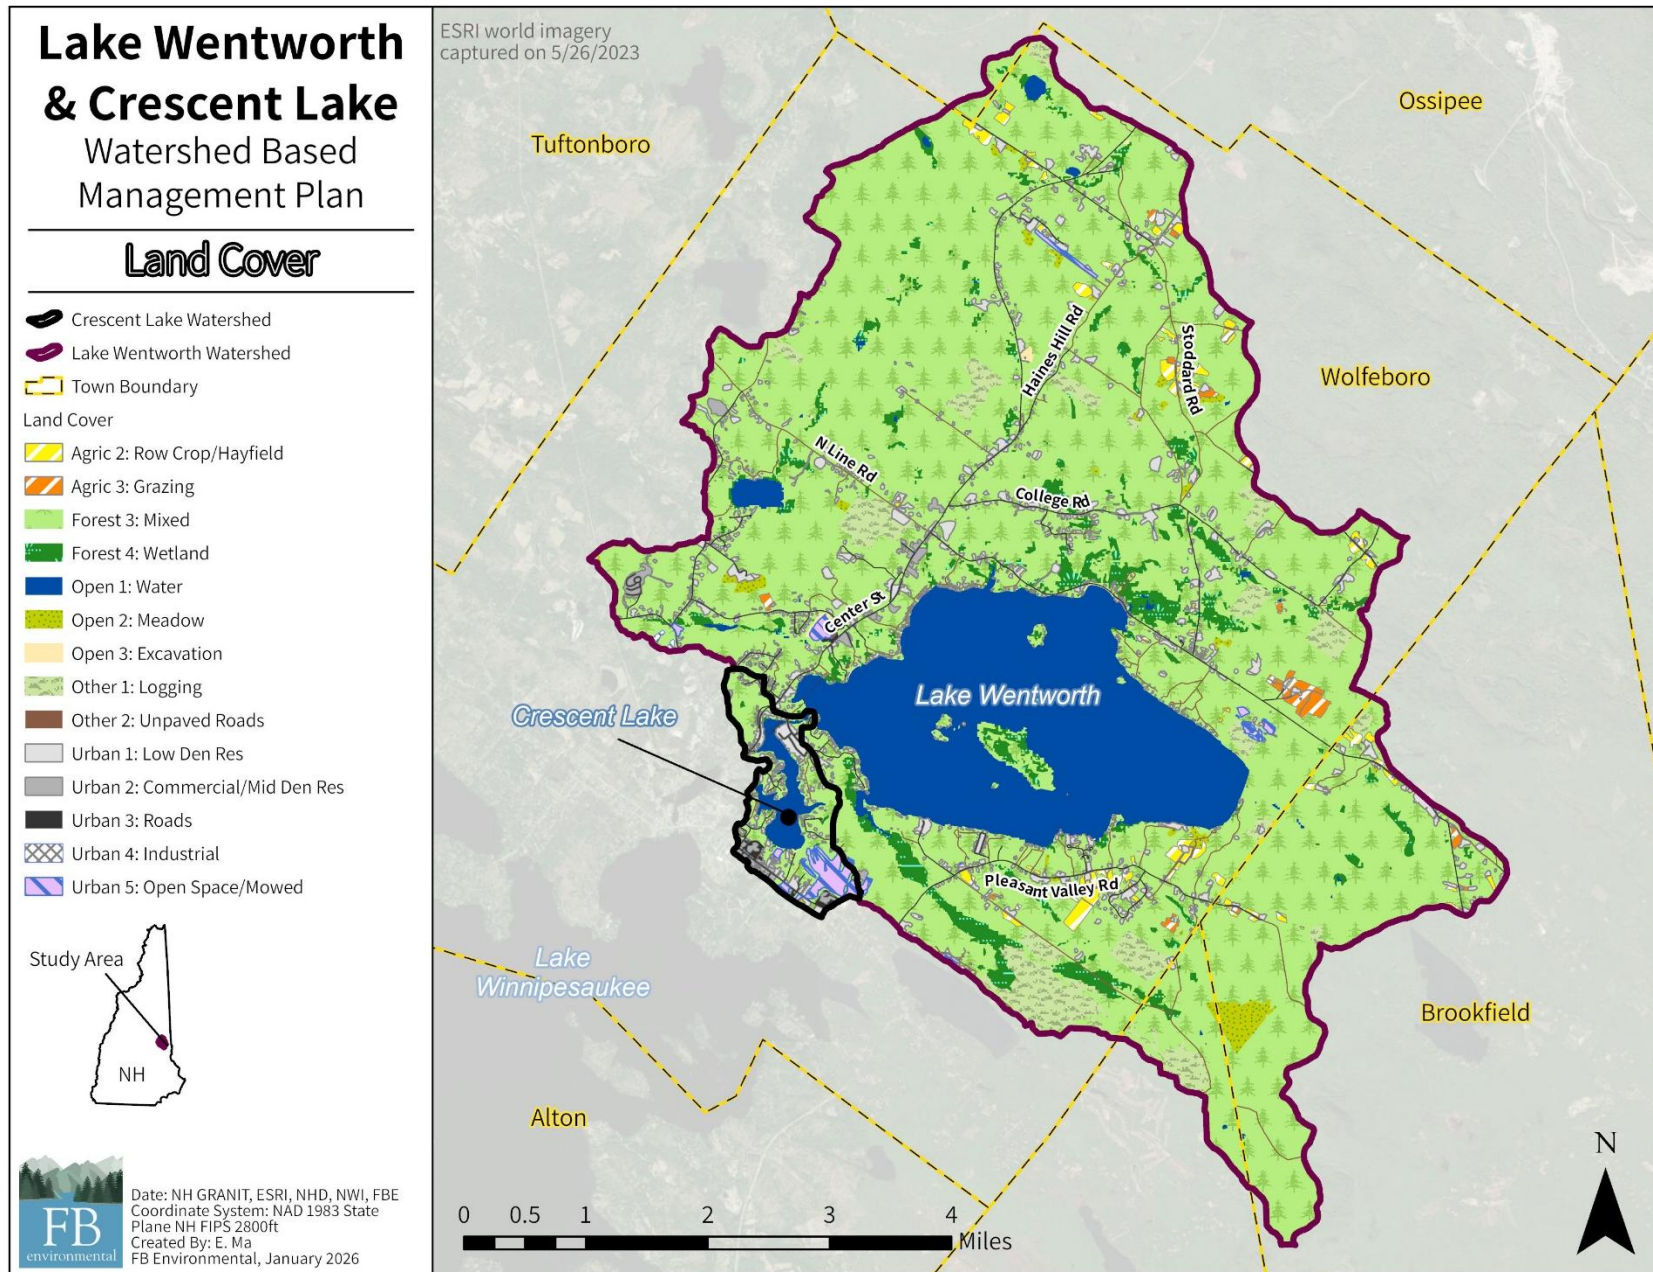 Lake Wentworth
& Crescent Lake
Watershed Based
Management Plan
Land Cover
Crescent Lake Watershed
Lake Wentworth Watershed
Town Boundary
Land Cover
Agric 2: Row Crop/Hayfield
Agric 3: Grazing
Forest 3: Mixed
Forest 4: Wetland
Open 1: Water
Open 2: Meadow
Open 3: Excavation
Other 1: Logging
Other 2: Unpaved Roads
Urban 1: Low Den Res
Urban 2: Commercial/Mid Den Res
Urban 3: Roads
Urban 4: Industrial
Urban 5: Open Space/Mowed
Study Area
NH
FB
environmental
Date: NH GRANIT, ESRI, NHD, NWI, FBE
Coordinate System: NAD 1983 State
Plane NH FIPS 2800ft
Created By: E. Ma
FB Environmental, January 2026
ESRI world imagery
captured on 5/26/2023
Ossipee
Tuftonboro
Haines Hill Rd
Stoddard Rd
Wolfeboro
N Line Rd
College Rd
Center St
Lake Wentworth
Crescent Lake
Pleasant Valley Rd
Lake
Winnipesaukee
Brookfield
Alton
N
0 0.5 1 2 3 4
Miles